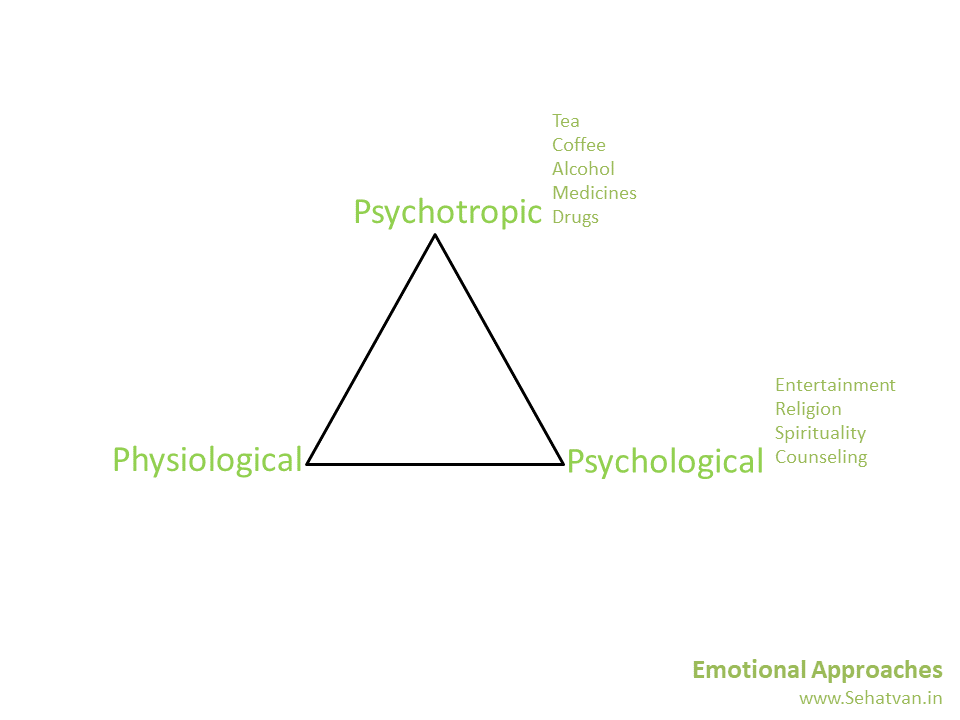 Tea
Coffee
Alcohol
Medicines
Drugs
Psychotropic
Entertainment
Religion
Spirituality
Counseling
Physiological
Psychological
Emotional Approaches
www.Sehatvan.in